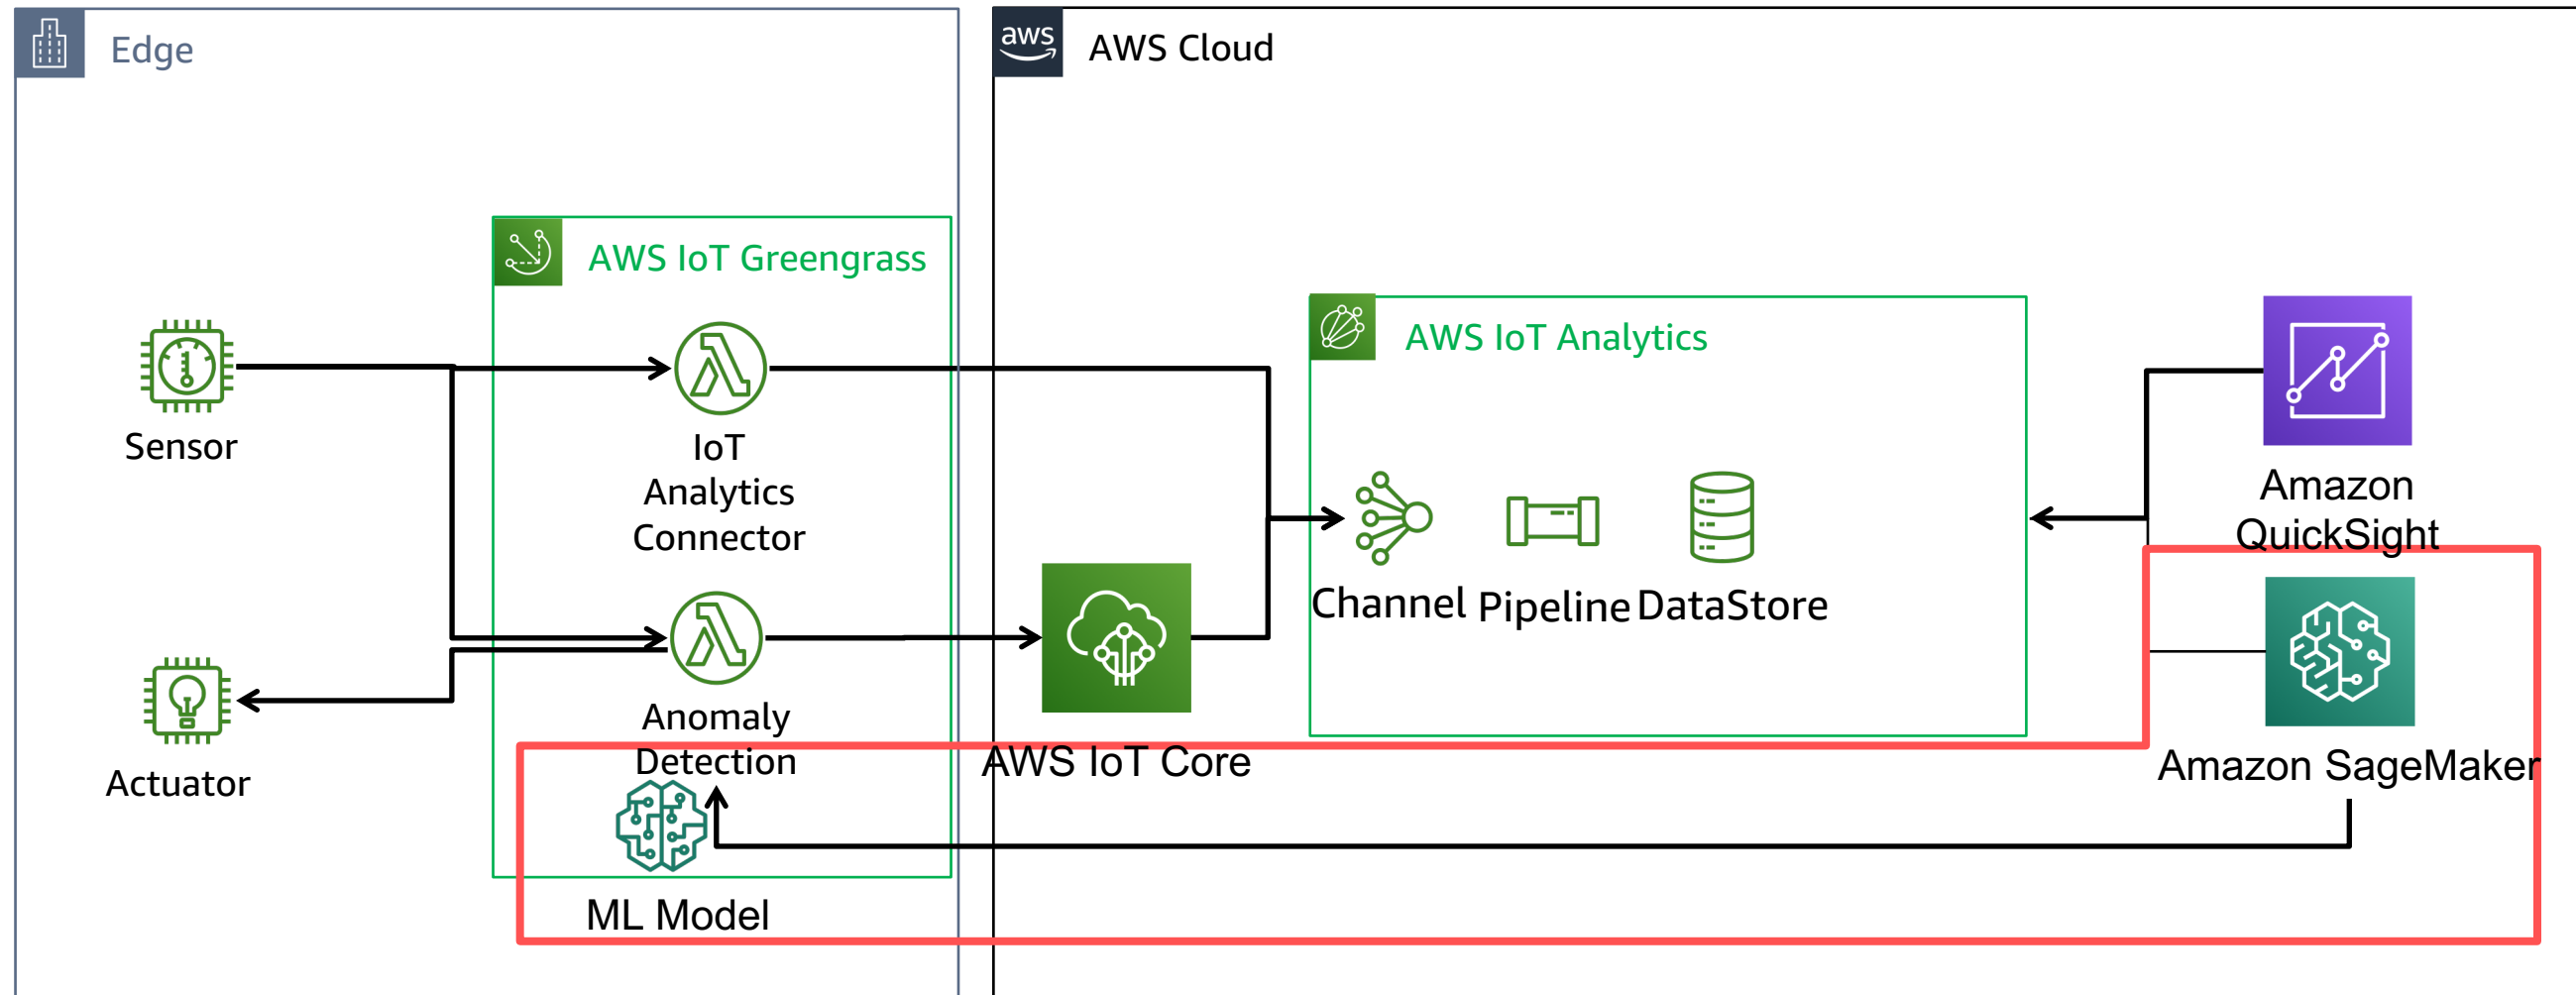 Edge
aws
AWS Cloud
AWS IoT Greengrass
Sensor
IoT
Analytics
Connector
Actuator
Anomaly
Detection
ML Model
AWS IoT Core
AWS IoT Analytics
Channel
Pipeline
DataStore
Amazon
QuickSight
Amazon SageMaker